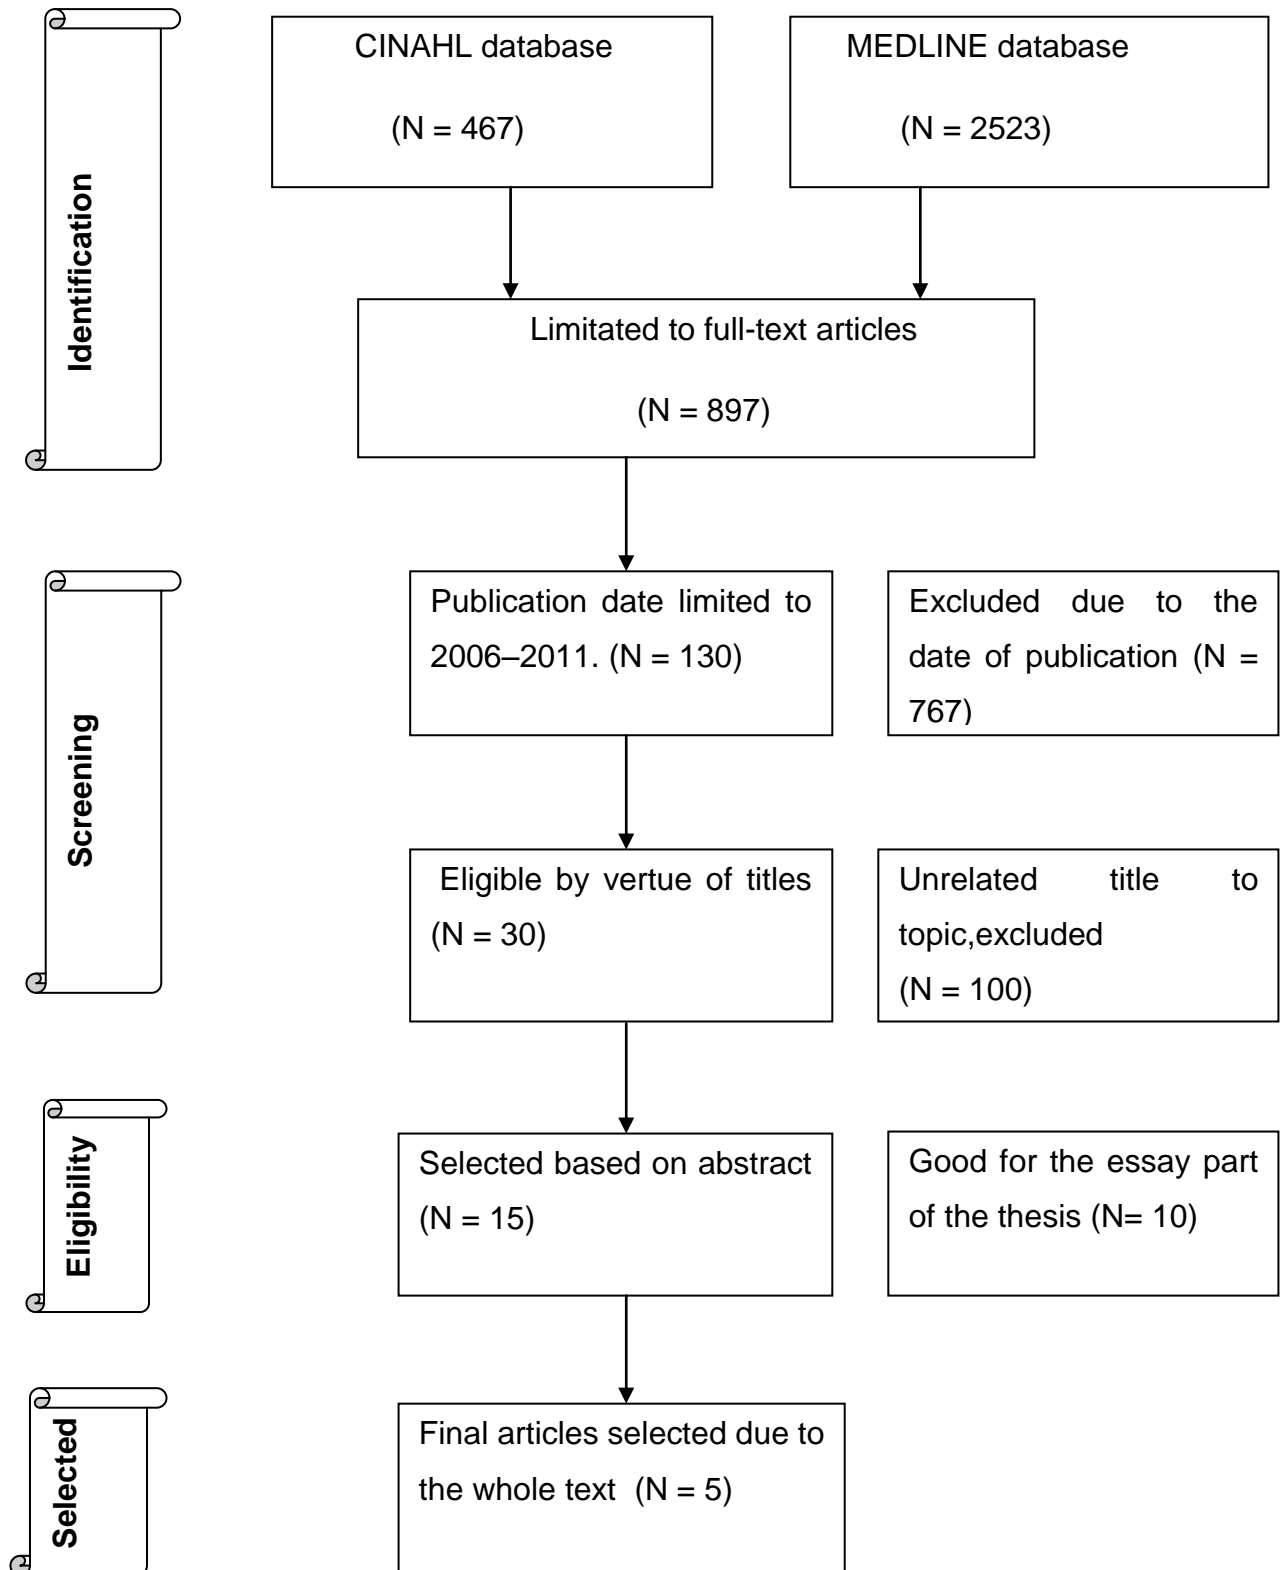 Identification
CINAHL database
(N = 467)
MEDLINE database
(N = 2523)
Limitated to full-text articles
(N = 897)
Screening
Publication date limited to
2006–2011. (N = 130)
Excluded due to the
date of publication (N =
767)
Eligible by vertue of titles
(N = 30)
Unrelated title to
topic,excluded
(N = 100)
Eligibility
Selected based on abstract
(N = 15)
Good for the essay part
of the thesis (N= 10)
Selected
Final articles selected due to
the whole text (N = 5)